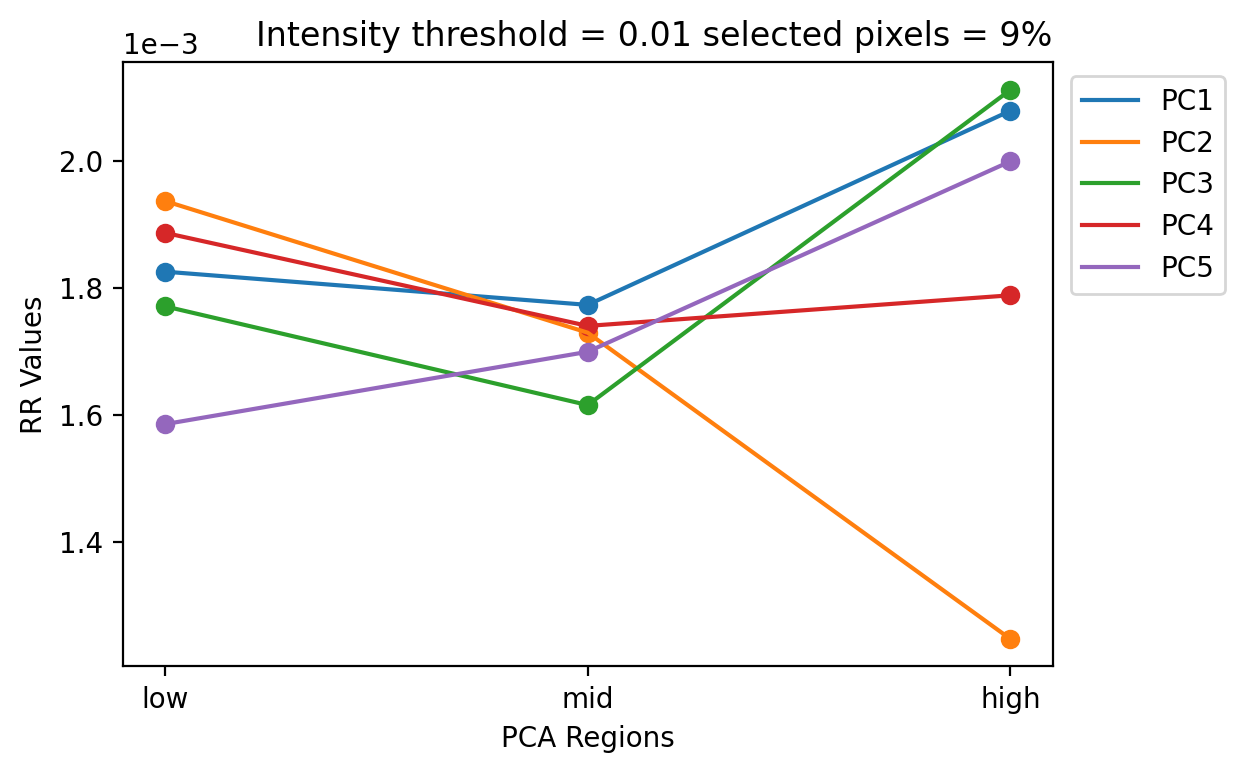 1e−3
Intensity threshold = 0.01 selected pixels = 9%
PC1
PC2
PC3
PC4
PC5
2.0
1.8
1.6
1.4
RR Values
low
mid
high
PCA Regions